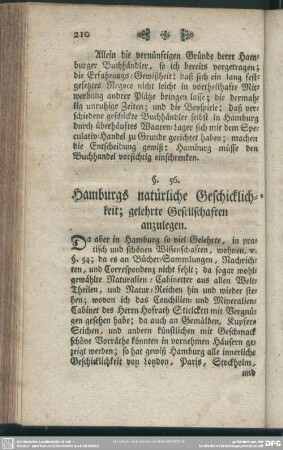 210
Allein die vernünftigen Gründe derer Ham-
burger Buchhändler, so ich bereits vorgetragen;
die Erfahrungs-Gewißheit: daß sich ein lang fest-
gesetztes Negoce nicht leicht in vortheilhafte Mit-
werbung andrer Plätze bringen lasse; die dermah-
lig unruhige Zeiten; und die Beyspiele; daß ver-
schiedene geschickte Buchhändler selbst in Hamburg
durch überhäuftes Waaren-Lager sich mit dem Spe-
culativ-Handel zu Grunde gerichtet haben; machen
die Entscheidung gewiß: Hamburg müsse den
Buchhandel vorsichtig einschrenken.
§. 56.
Hamburgs natürliche Geschicklich-
keit; gelehrte Gesellschaften
anzulegen.
Da aber in Hamburg so viel Gelehrte, in prac-
tisch und schönen Wissenschaften, wohnen. v.
§. 54; da es an Bücher-Sammlungen, Nachrich-
ten, und Correspondenz nicht fehlt; da sogar wohl-
gewählte Naturalien-Cabinetter aus allen Welt-
Theilen, und Natur-Reichen hin und wieder ste-
hen; wovon ich das Conchilien- und Mineralien-
Cabinet des Herrn Hofrath Stielcken mit Vergnü-
gen gesehen habe; da auch an Gemälden, Kupfer-
Stichen, und andern künstlichen mit Geschmack
schöne Vorräthe könnten in vornehmen Häusern ge-
zeigt werden; so hat gewiß Hamburg alle innerliche
Geschicklichkeit von London, Paris, Stockholm,
und
DFG